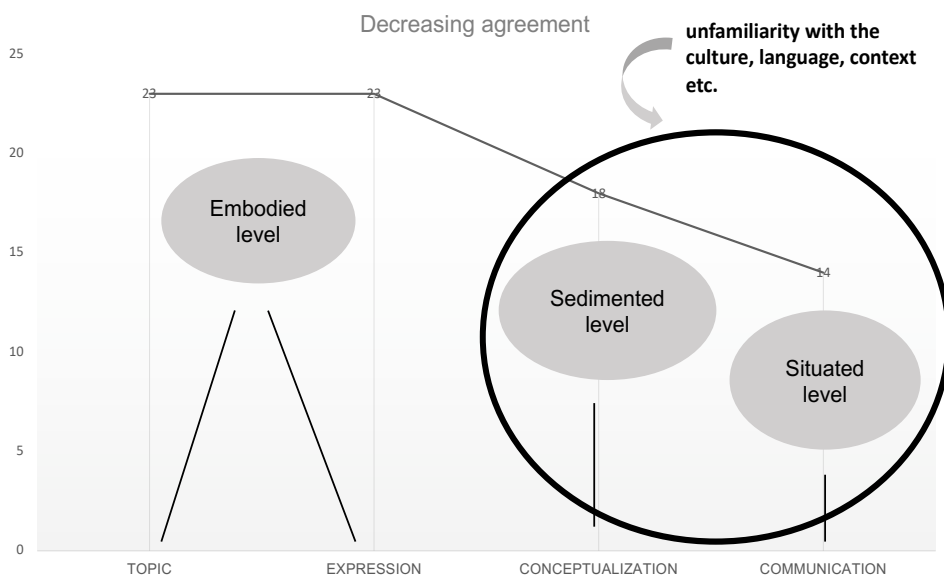 Decreasing agreement
unfamiliarity with the
culture, language, context
etc.
25
20
15
10
5
0
23
23
18
14
Embodied
level
Sedimented
level
Situated
level
TOPIC
EXPRESSION
CONCEPTUALIZATION
COMMUNICATION